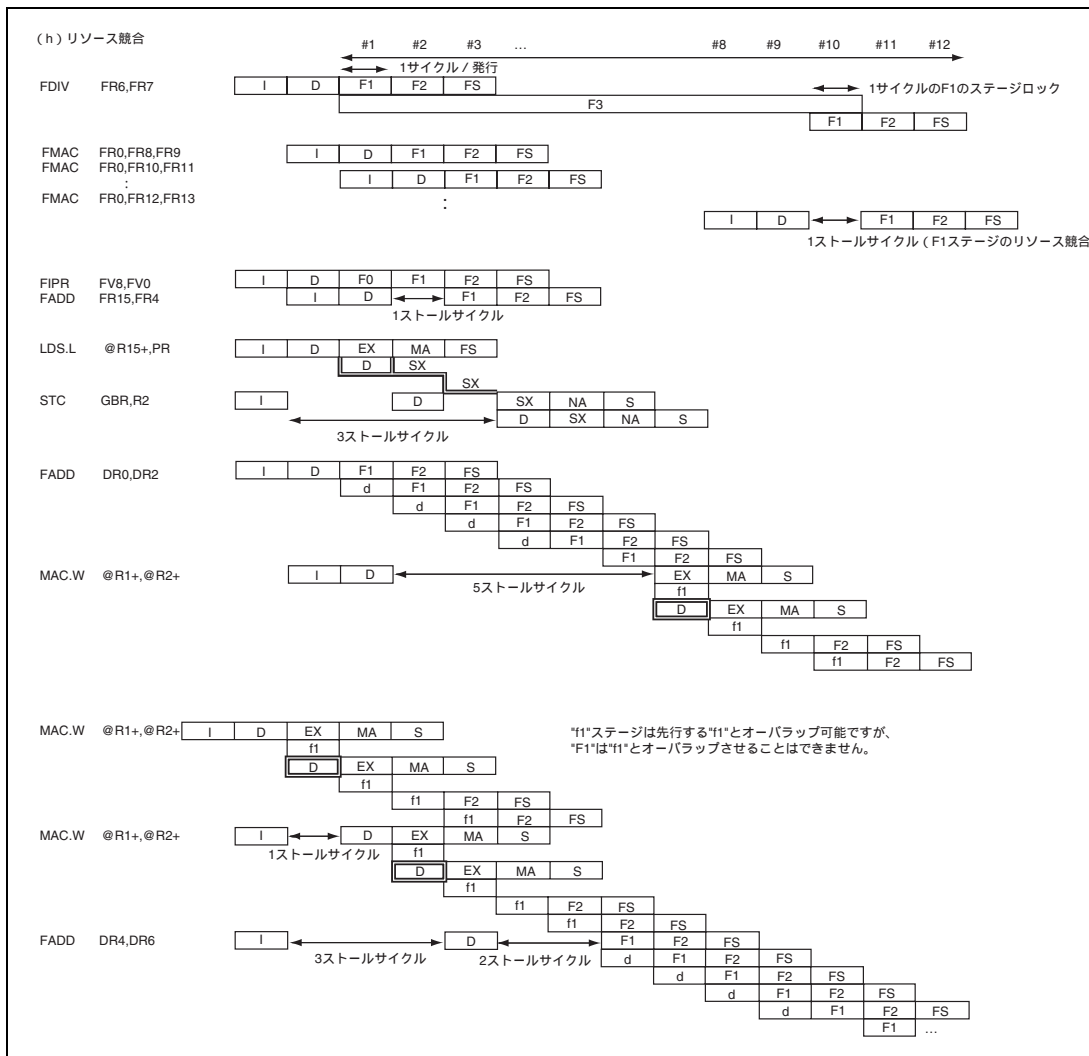 (h)リソース競合
#1 #2 #3 ... #8 #9 #10 #11 #12
1サイクル / 発行
FDIV FR6,FR7 I D F1 F2 FS
1サイクルのF1のステージロック
F3
F1 F2 FS
FMAC FR0,FR8,FR9 I D F1 F2 FS
FMAC FR0,FR10,FR11 I D F1 F2 FS
:
FMAC FR0,FR12,FR13 :
I D F1 F2 FS
1ストールサイクル(F1ステージのリソース競合
FIPR FV8,FV0 I D F0 F1 F2 FS
FADD FR15,FR4 I D F1 F2 FS
1ストールサイクル
LDS.L @R15+,PR I D EX MA FS
D SX
SX
STC GBR,R2 I D SX NA S
D SX NA S
3ストールサイクル
FADD DR0,DR2 I D F1 F2 FS
d F1 F2 FS
d F1 F2 FS
d F1 F2 FS
d F1 F2 FS
F1 F2 FS
MAC.W @R1+,@R2+ I D EX MA S
5ストールサイクル
f1
D EX MA S
f1
f1 F2 FS
f1 F2 FS
MAC.W @R1+,@R2+ I D EX MA S
"f1"ステージは先行する"f1"とオーバラップ可能ですが、
"F1"は"f1"とオーバラップさせることはできません。
f1
D EX MA S
f1
f1 F2 FS
f1 F2 FS
MAC.W @R1+,@R2+ I D EX MA S
1ストールサイクル
f1
D EX MA S
f1
f1 F2 FS
f1 F2 FS
FADD DR4,DR6 I D F1 F2 FS
3ストールサイクル 2ストールサイクル
d F1 F2 FS
d F1 F2 FS
d F1 F2 FS
d F1 F2 FS
F1 ...